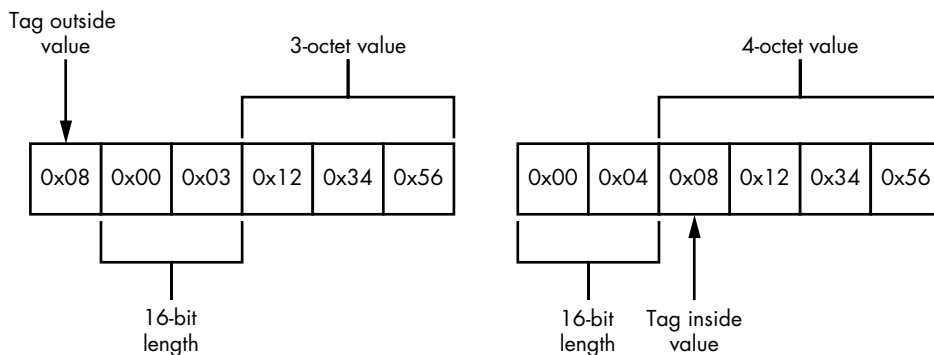 Tag outside
value
3-octet value
4-octet value
0x08 0x00 0x03 0x12 0x34 0x56
0x00 0x04 0x08 0x12 0x34 0x56
16-bit
length
16-bit
length
Tag inside
value